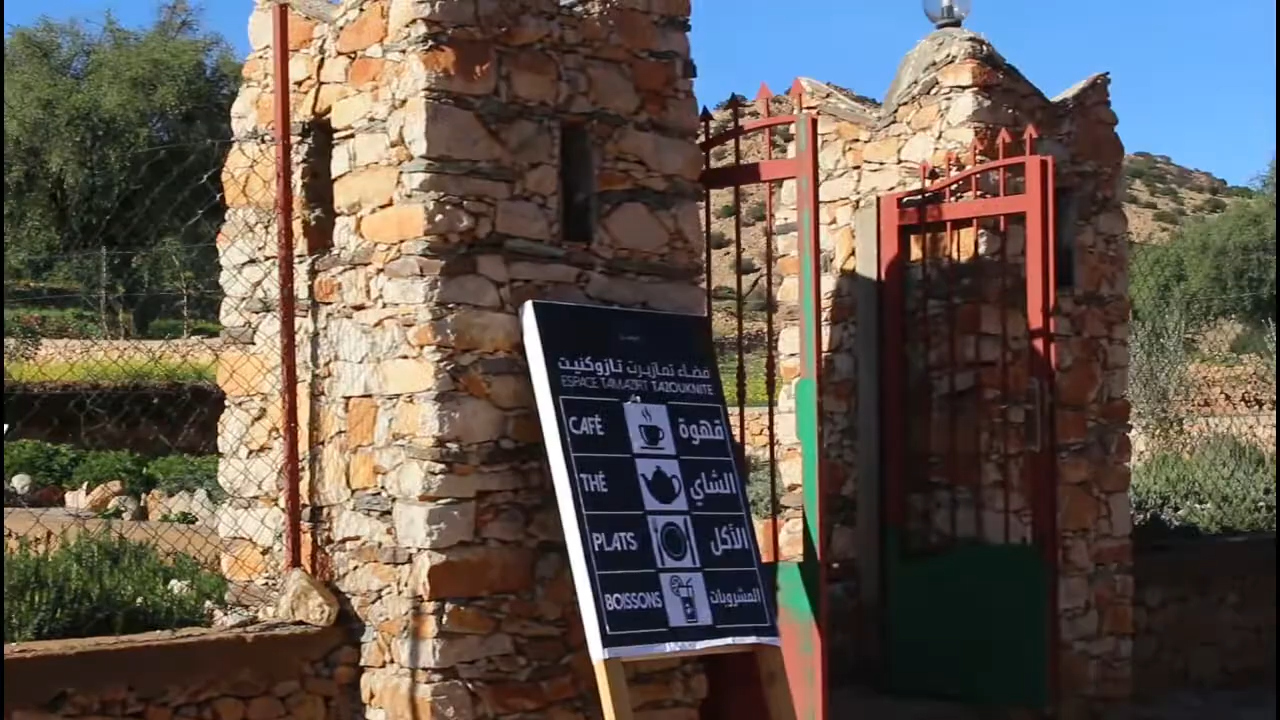 فضاء تمازيرت تازوكنيت
ESPACE TAMAZIRT TAZOUKNITE
CAFÉ قهوة
THÉ الشاي
PLATS الأكل
BOISSONS المشروبات